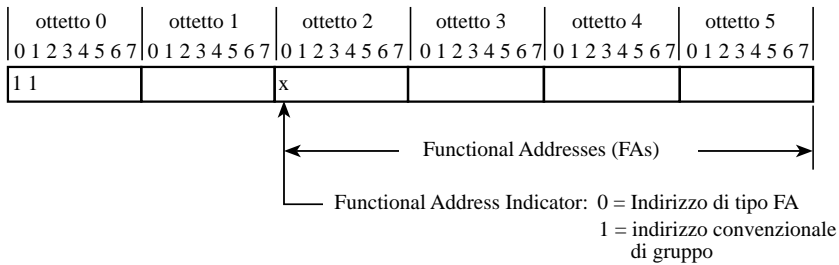 ottetto 0 ottetto 1 ottetto 2 ottetto 3 ottetto 4 ottetto 5
0 1 2 3 4 5 6 7 0 1 2 3 4 5 6 7 0 1 2 3 4 5 6 7 0 1 2 3 4 5 6 7 0 1 2 3 4 5 6 7 0 1 2 3 4 5 6 7
1 1 x
Functional Addresses (FAs)
Functional Address Indicator: 0 = Indirizzo di tipo FA
1 = indirizzo convenzionale
di gruppo